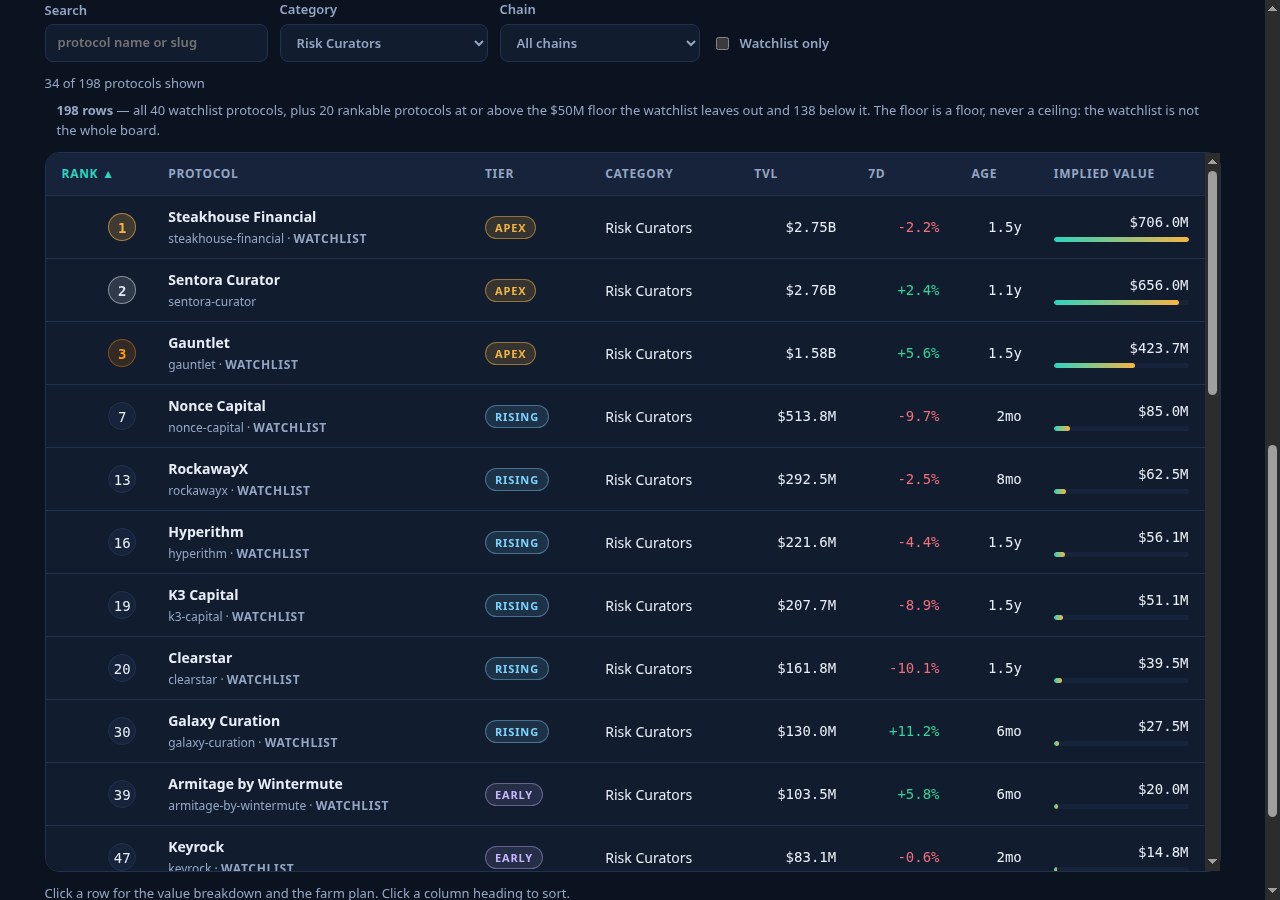 Search
Category
Chain
protocol name or slug
Risk Curators
All chains
Watchlist only
34 of 198 protocols shown
198 rows — all 40 watchlist protocols, plus 20 rankable protocols at or above the $50M floor the watchlist leaves out and 138 below it. The floor is a floor, never a ceiling: the watchlist is not
the whole board.
RANK ▲ PROTOCOL TIER CATEGORY TVL 7D AGE IMPLIED VALUE
1 Steakhouse Financial APEX Risk Curators $2.75B -2.2% 1.5y $706.0M
steakhouse-financial · WATCHLIST
2 Sentora Curator APEX Risk Curators $2.76B +2.4% 1.1y $656.0M
sentora-curator
3 Gauntlet APEX Risk Curators $1.58B +5.6% 1.5y $423.7M
gauntlet · WATCHLIST
7 Nonce Capital RISING Risk Curators $513.8M -9.7% 2mo $85.0M
nonce-capital · WATCHLIST
13 RockawayX RISING Risk Curators $292.5M -2.5% 8mo $62.5M
rockawayx · WATCHLIST
16 Hyperithm RISING Risk Curators $221.6M -4.4% 1.5y $56.1M
hyperithm · WATCHLIST
19 K3 Capital RISING Risk Curators $207.7M -8.9% 1.5y $51.1M
k3-capital · WATCHLIST
20 Clearstar RISING Risk Curators $161.8M -10.1% 1.5y $39.5M
clearstar · WATCHLIST
30 Galaxy Curation RISING Risk Curators $130.0M +11.2% 6mo $27.5M
galaxy-curation · WATCHLIST
39 Armitage by Wintermute EARLY Risk Curators $103.5M +5.8% 6mo $20.0M
armitage-by-wintermute · WATCHLIST
47 Keyrock EARLY Risk Curators $83.1M -0.6% 2mo $14.8M
keyrock · WATCHLIST
Click a row for the value breakdown and the farm plan. Click a column heading to sort.